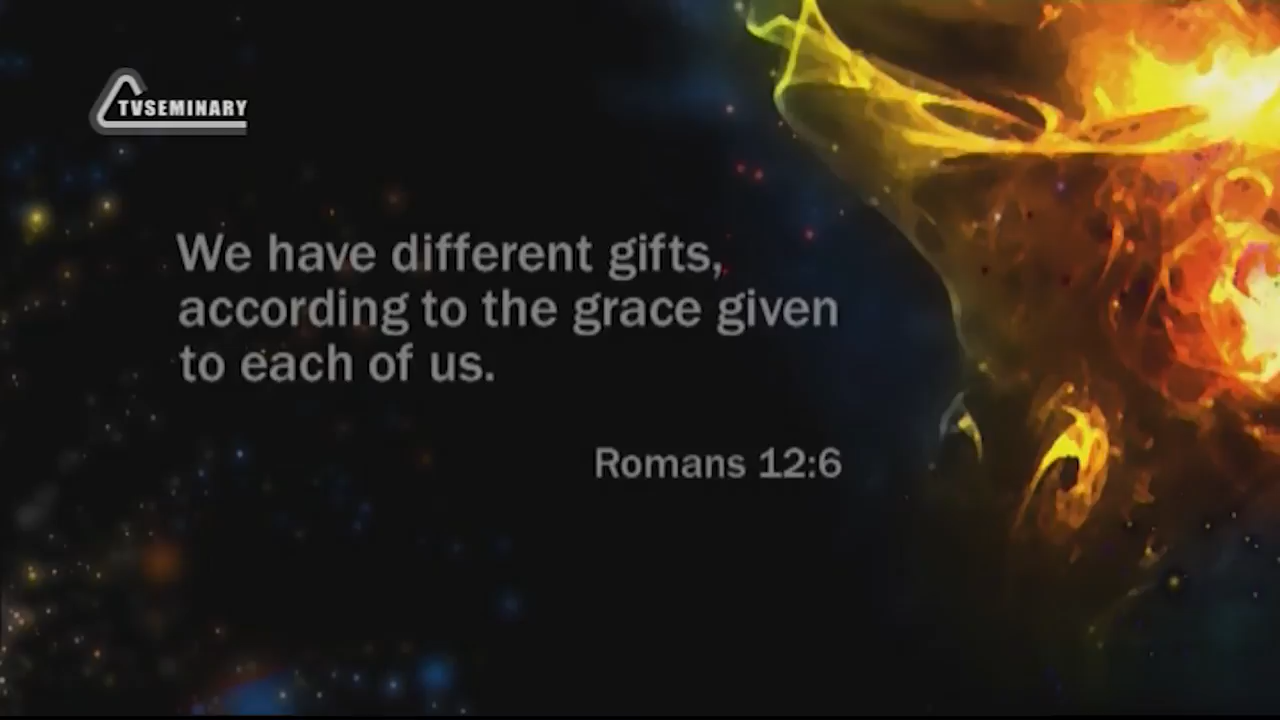 TVSEMINARY
We have different gifts,
according to the grace given
to each of us.
Romans 12:6